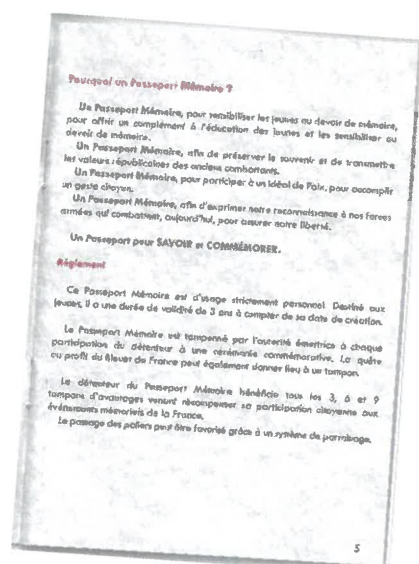 Pourquoi un Passeport Mémoire ?
Un Passeport Mémoire, pour sensibiliser les jeunes au devoir de mémoire,
pour offrir un complément à l'éducation des jeunes et les sensibiliser au
devoir de mémoire.
Un Passeport Mémoire, afin de préserver le souvenir et de transmettre
les valeurs républicaines des anciens combattants.
Un Passeport Mémoire, pour participer à un idéal de Paix, pour accomplir
un geste citoyen.
Un Passeport Mémoire, afin d'exprimer notre reconnaissance à nos forces
armées qui combattent, aujourd'hui, pour assurer notre liberté.
Un Passeport pour SAVOIR et COMMÉMORER.
Règlement
Ce Passeport Mémoire est d'usage strictement personnel. Destiné aux
jeunes, il a une durée de validité de 3 ans à compter de sa date de création.
Le Passeport Mémoire est tamponné par l'autorité émettrice à chaque
participation du détenteur à une cérémonie commémorative. La quête
au profit du Bleuet de France peut également donner lieu à un tampon.
Le détenteur du Passeport Mémoire bénéficie tous les 3, 6 et 9
tampons d'avantages venant récompenser sa participation citoyenne aux
événements mémoriels de la France.
Le passage des paliers peut être favorisé grâce à un système de parrainage.
5